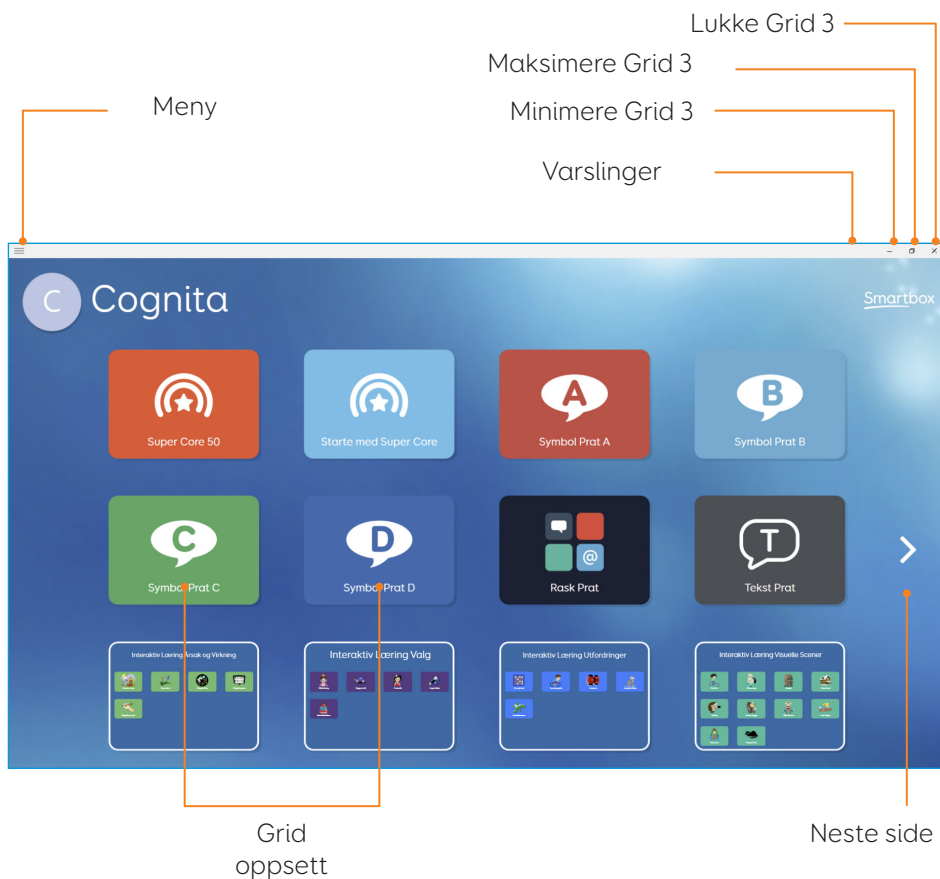 Lukke Grid 3
Maksimere Grid 3
Meny
Minimere Grid 3
Varslinger
C Cognita
Smartbox
Super Core 50
Starte med Super Core
A
Symbol Prat A
B
Symbol Prat B
C
Symbol Prat C
D
Symbol Prat D
@
Rask Prat
T
Tekst Prat
Interaktiv Læring Årsak og Virkning
Interaktiv Læring Valg
Interaktiv Læring Utfordringer
Interaktiv Læring Visuelle Scener
Grid
oppsett
Neste side